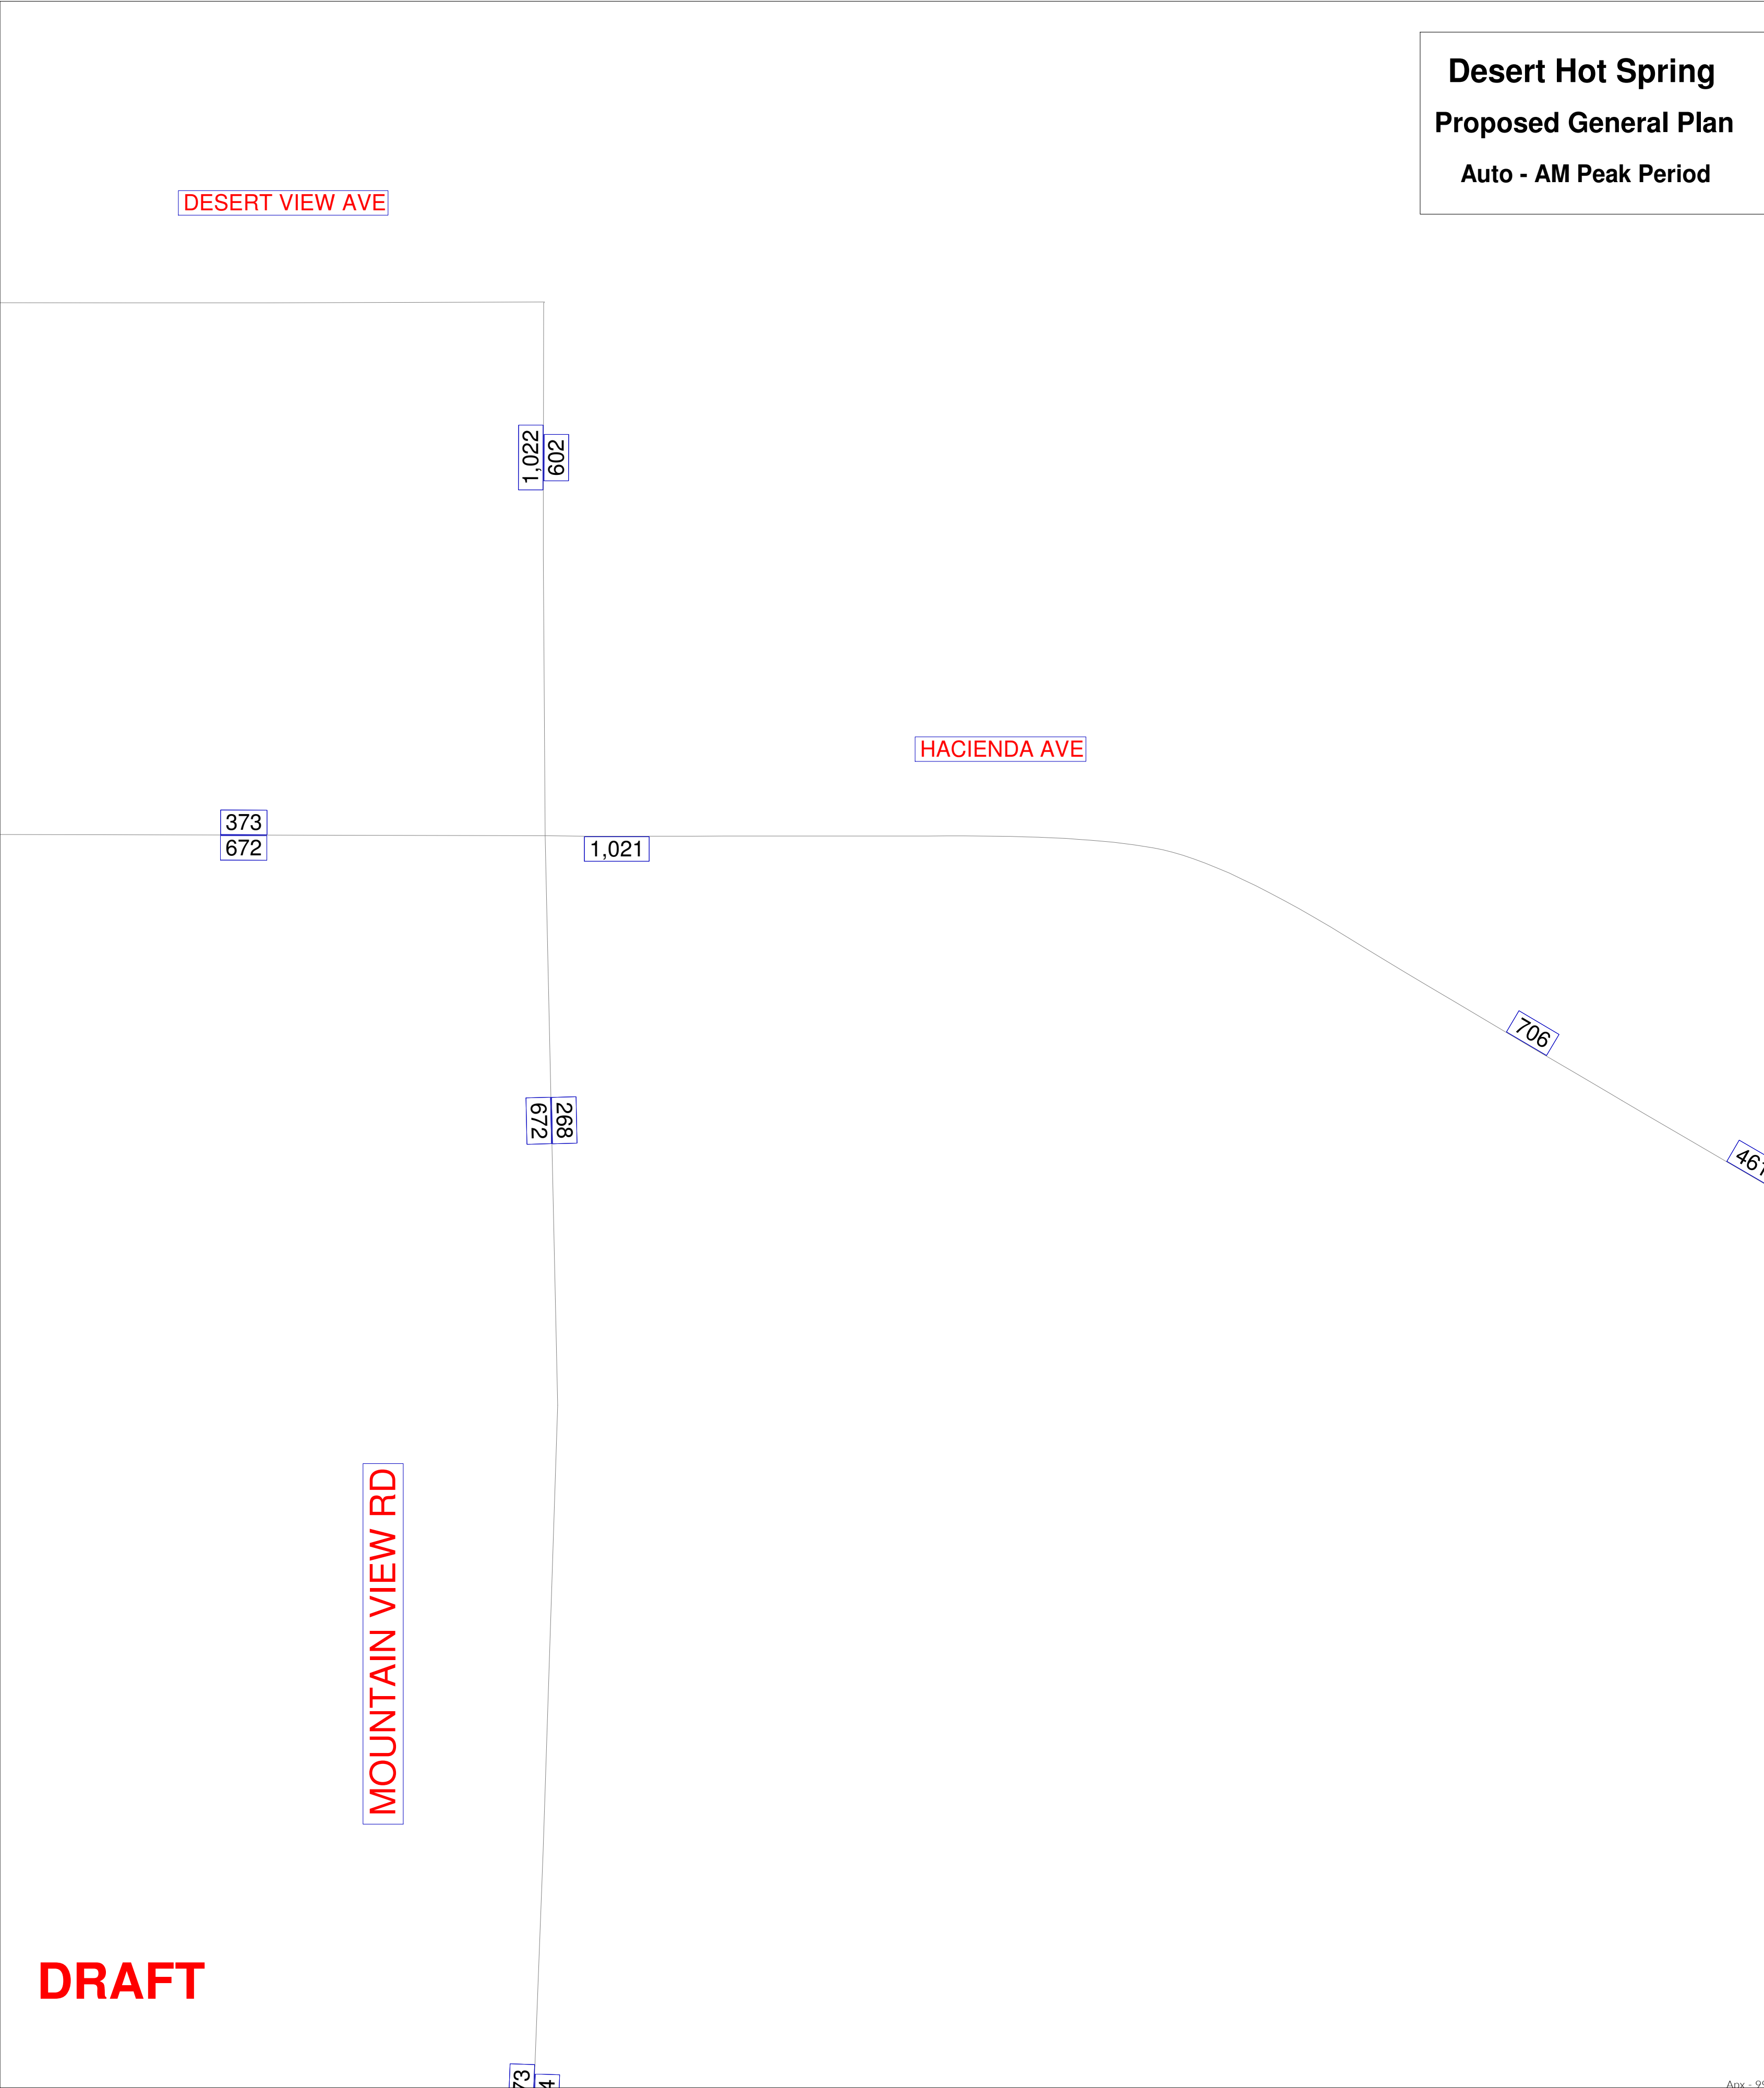 Desert Hot Spring
Proposed General Plan
Auto - AM Peak Period
DESERT VIEW AVE
1,022
602
HACIENDA AVE
373
672
1,021
706
672
268
MOUNTAIN VIEW RD
DRAFT